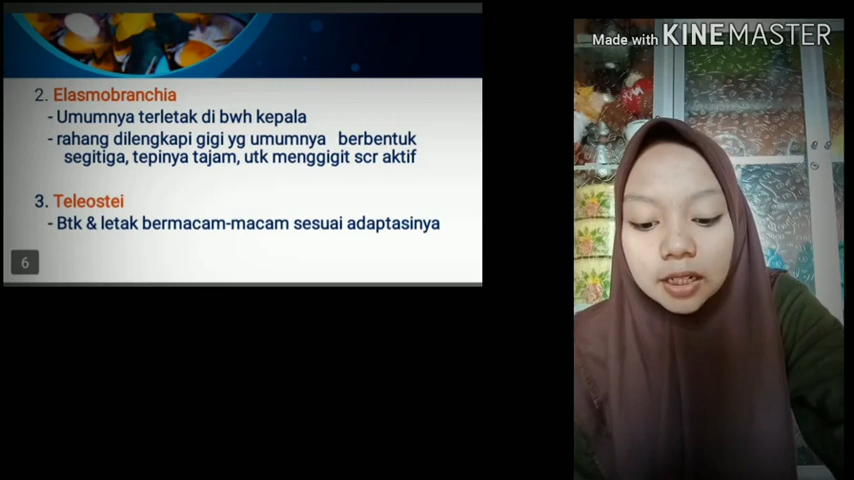 Made with KINEMASTER
2. Elasmobranchia
- Umumnya terletak di bwh kepala
- rahang dilengkapi gigi yg umumnya berbentuk
segitiga, tepinya tajam, utk menggigit scr aktif
3. Teleostei
- Btk & letak bermacam-macam sesuai adaptasinya
6